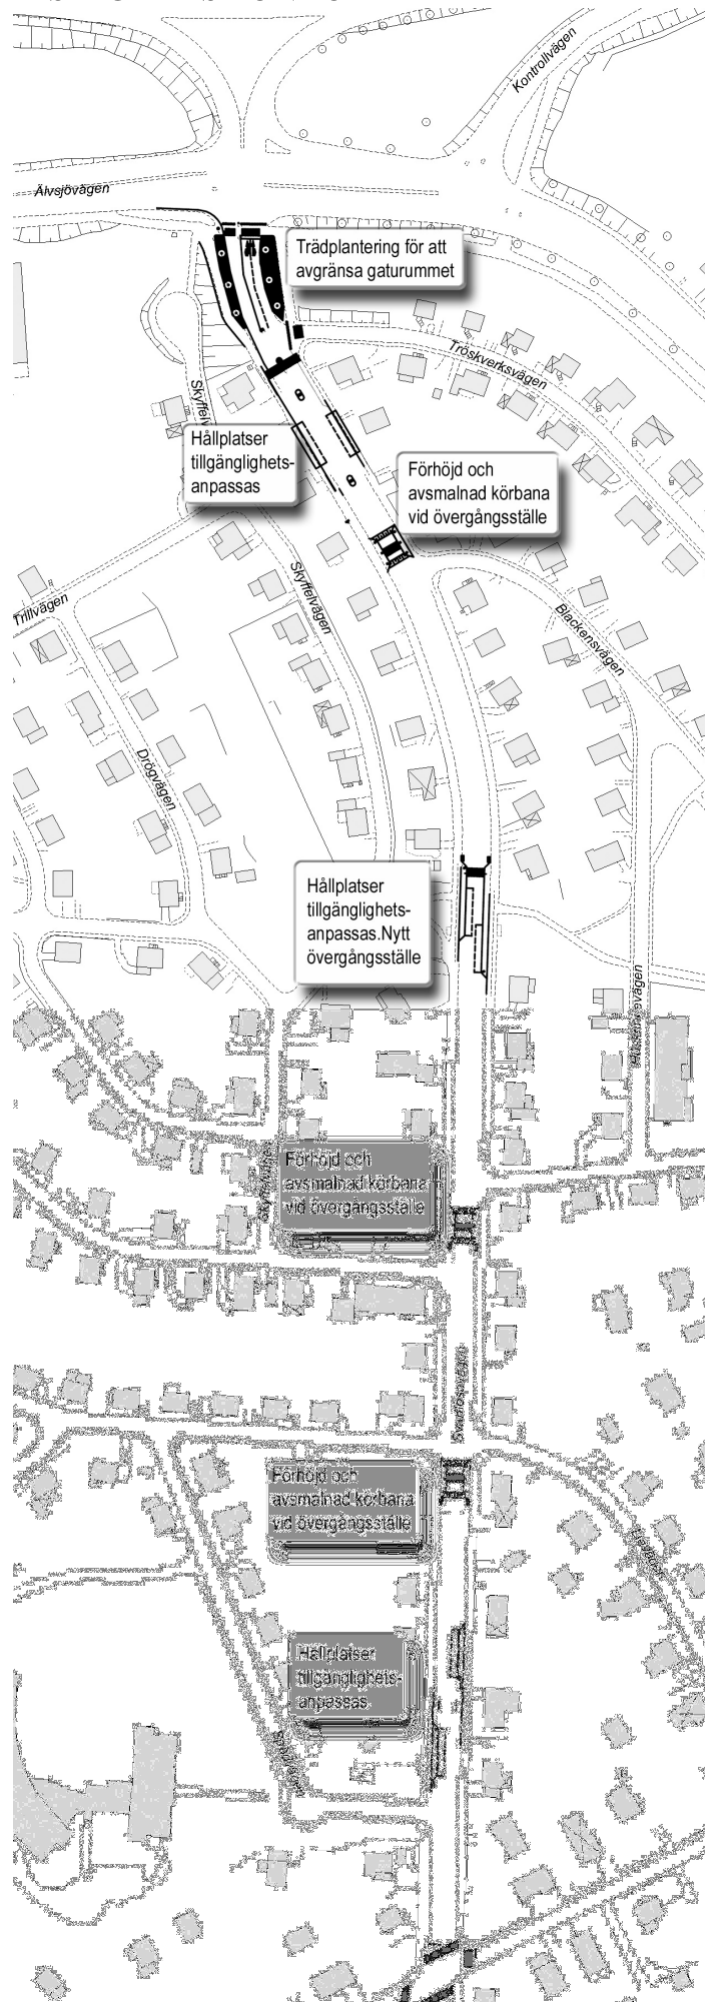 Kontrollvägen
Älvsjövägen
Trädplantering för att
avgränsa gaturummet
Tröskverksvägen
Hållplatser
tillgänglighets-
anpassas
Förhöjd och
avsmalnad körbana
vid övergångsställe
Trillvägen
Skyffelvägen
Blackensvägen
Drögvägen
Hållplatser
tillgänglighets-
anpassas.Nytt
övergångsställe
Förhöjd och
avsmalnad körbana
vid övergångsställe
Förhöjd och
avsmalnad körbana
vid övergångsställe
Hållplatser
tillgänglighets-
anpassas